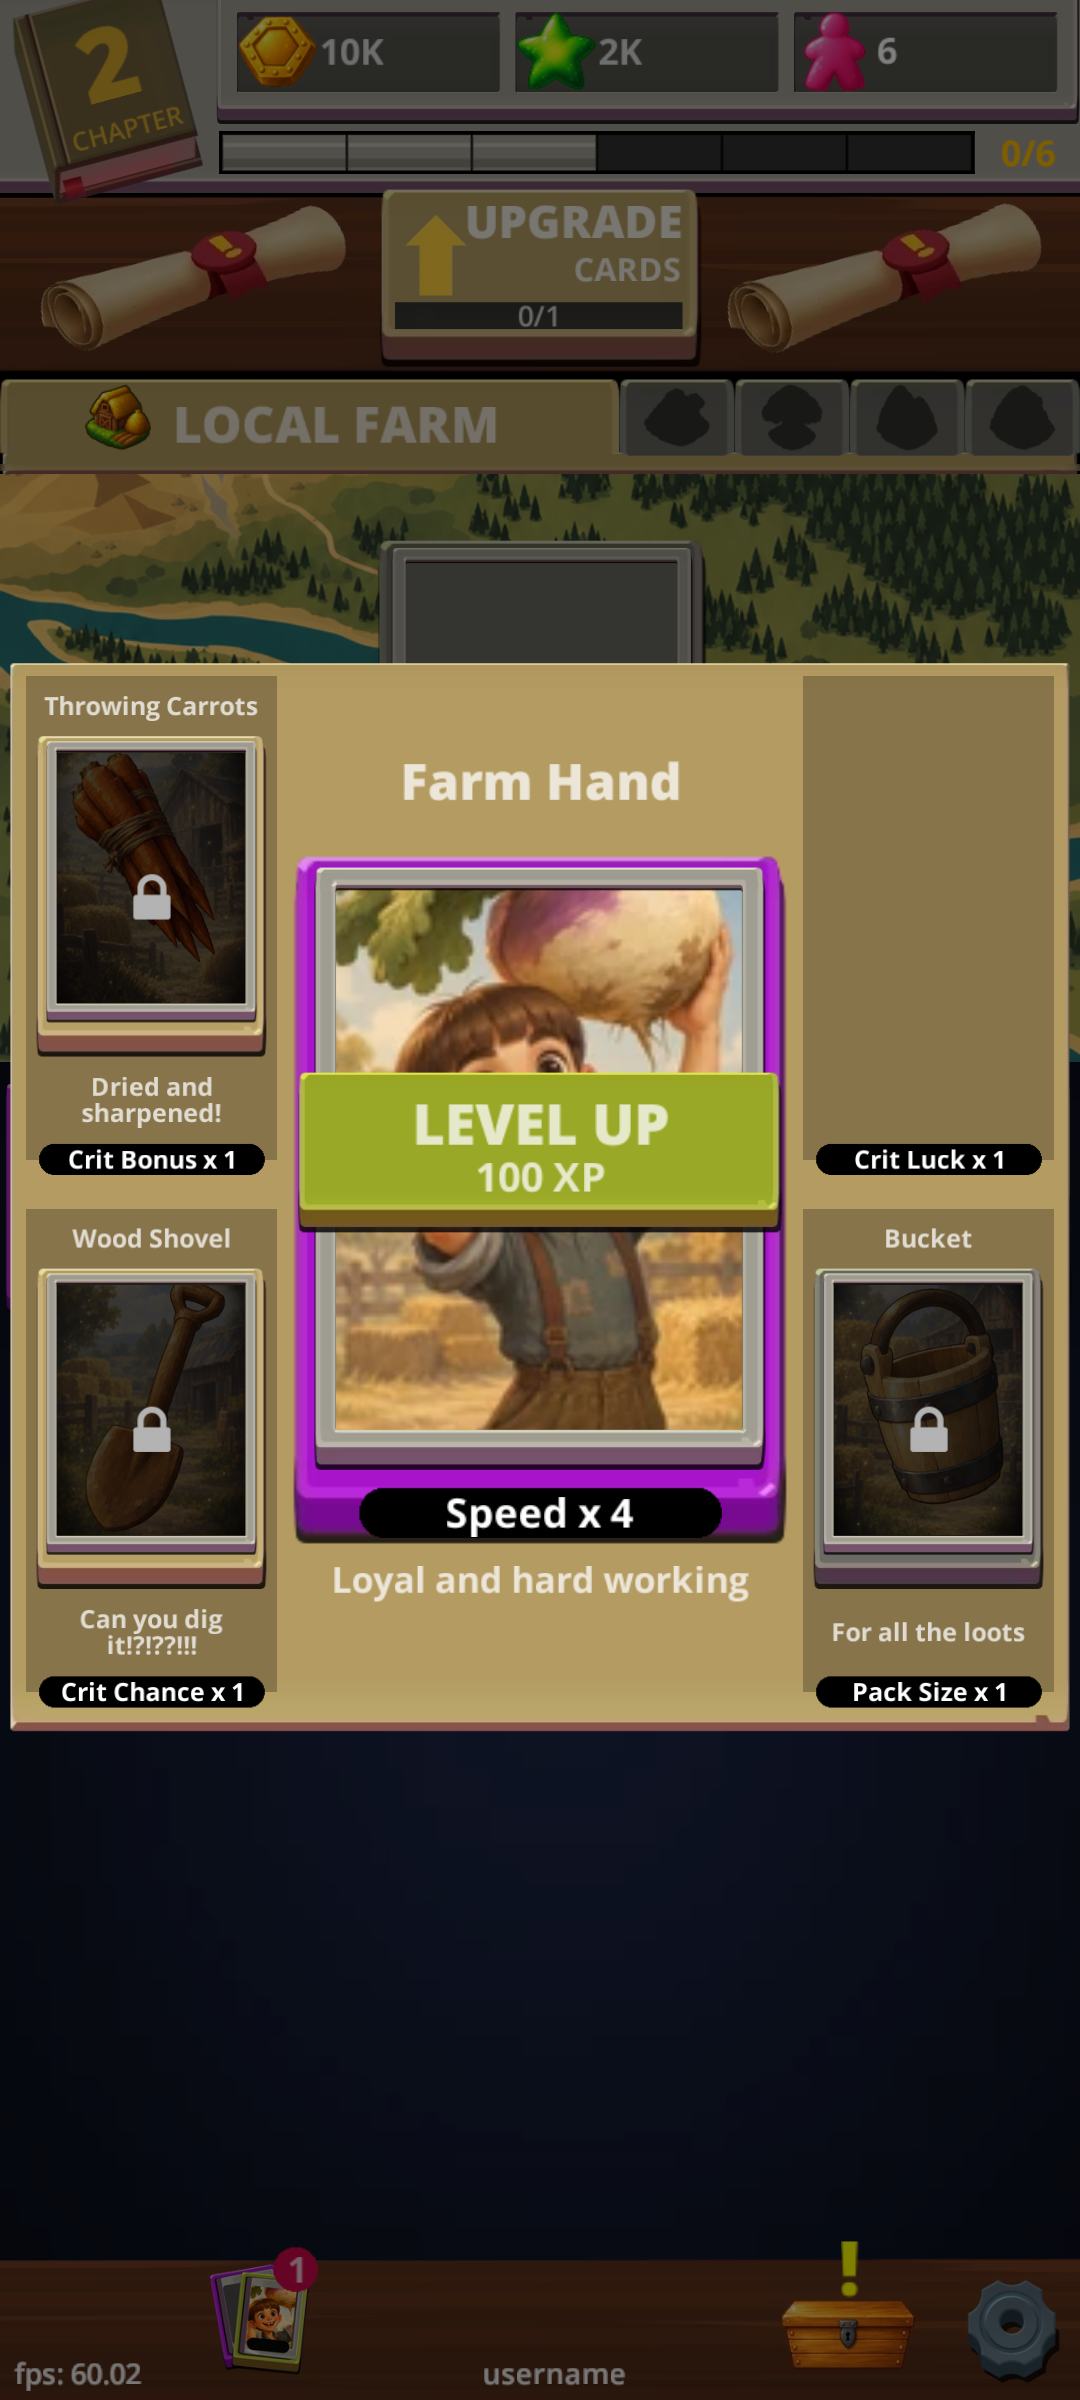 2
CHAPTER
10K
2K
6
0/6
UPGRADE
CARDS
0/1
LOCAL FARM
Throwing Carrots
Farm Hand
LEVEL UP
100 XP
Dried and
sharpened!
Crit Bonus x 1
Crit Luck x 1
Wood Shovel
Bucket
Speed x 4
Loyal and hard working
Can you dig
it!?!??!!!
Crit Chance x 1
For all the loots
Pack Size x 1
1
!
fps: 60.02
username